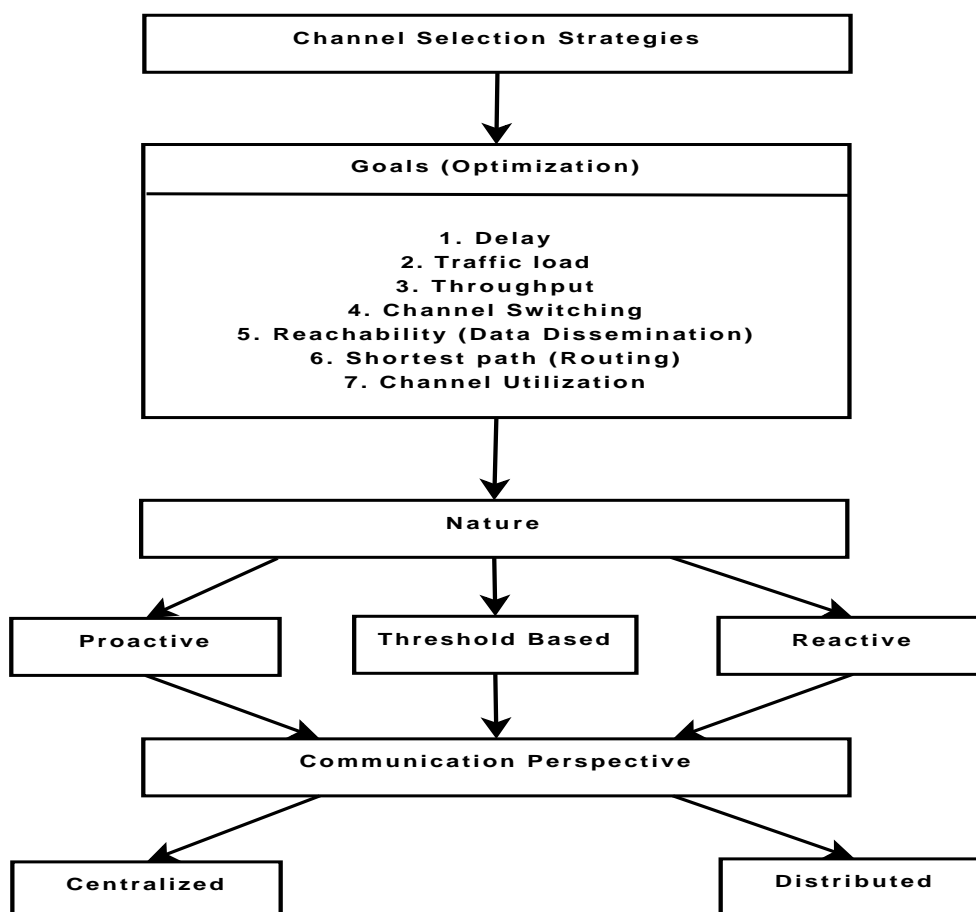 Channel Selection Strategies
Goals (Optimization)
1. Delay
2. Traffic load
3. Throughput
4. Channel Switching
5. Reachability (Data Dissemination)
6. Shortest path (Routing)
7. Channel Utilization
Nature
Proactive
Threshold Based
Reactive
Communication Perspective
Centralized
Distributed